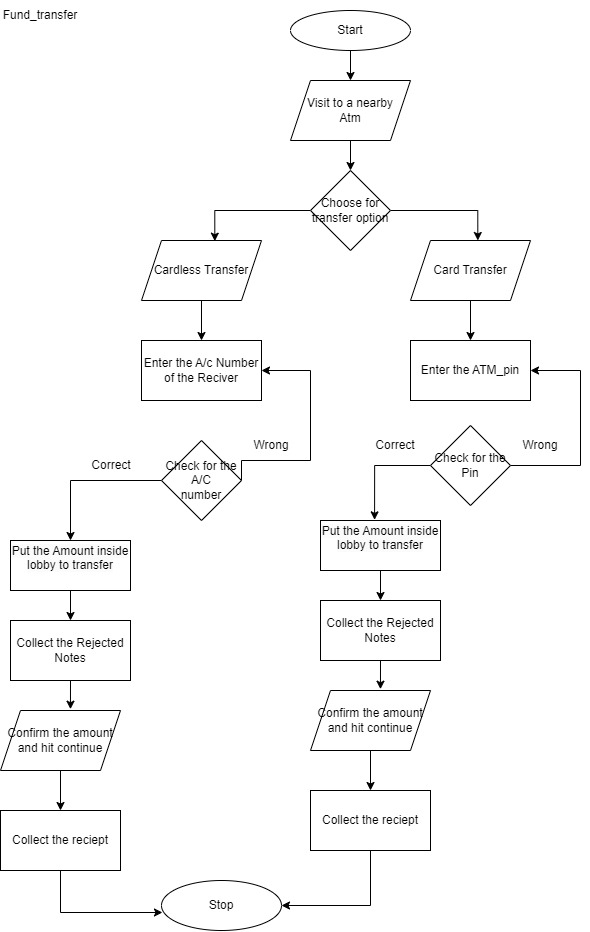 Fund_transfer
Start
Visit to a nearby
Atm
Choose for
transfer option
Cardless Transfer
Card Transfer
Enter the A/c Number
of the Reciver
Enter the ATM_pin
Wrong
Correct
Check for the
A/C
number
Correct
Wrong
Check for the
Pin
Put the Amount inside
lobby to transfer
Put the Amount inside
lobby to transfer
Collect the Rejected
Notes
Collect the Rejected
Notes
Confirm the amount
and hit continue
Confirm the amount
and hit continue
Collect the reciept
Collect the reciept
Stop